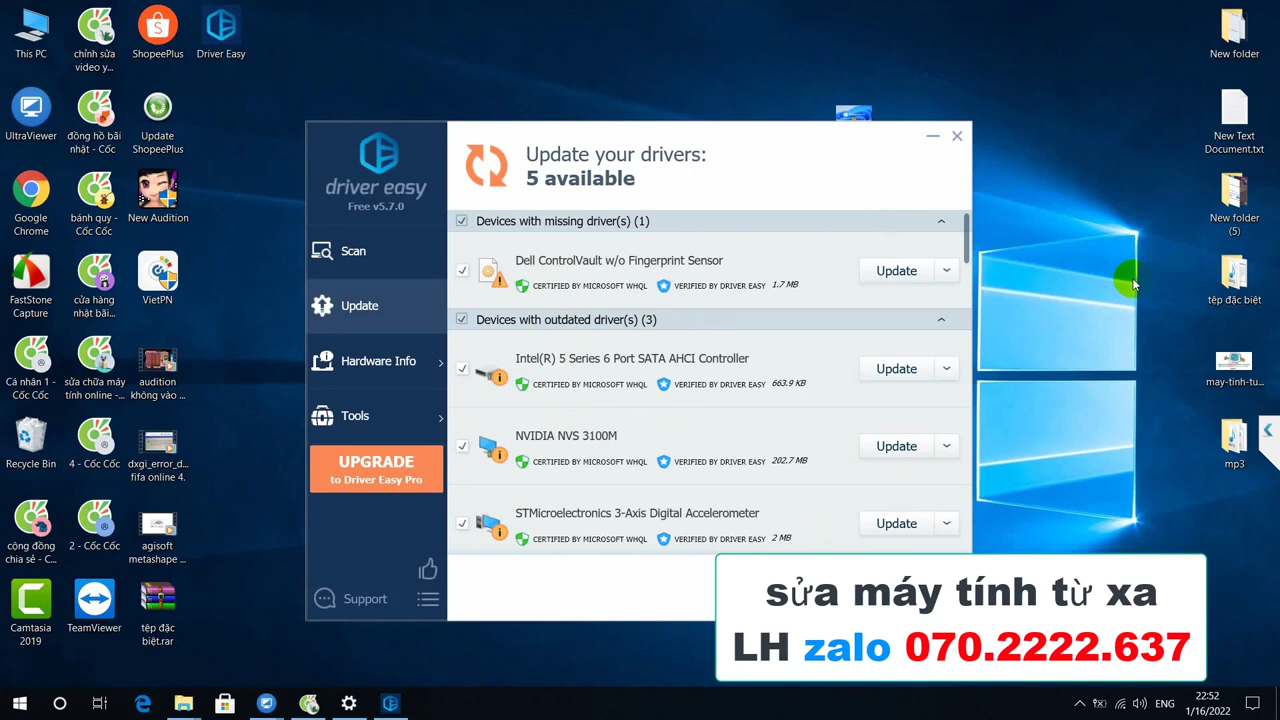 This PC
chỉnh sửa
video y...
ShopeePlus
Driver Easy
New folder
UltraViewer
đồng hồ bãi
nhật - Cốc
Update
ShopeePlus
New Text
Document.txt
Google
Chrome
bánh quy -
Cốc Cốc
New Audition
New folder
(5)
FastStone
Capture
cửa hàng
nhật bãi...
VietPN
tệp đặc biệt
Cá nhân 1 -
Cốc Cốc
sửa chữa máy
tính online -...
audition
không vào ...
may-tinh-tu...
Recycle Bin
4 - Cốc Cốc
dxgi_error_d...
fifa online 4.
mp3
cộng đồng
chia sẻ - Cố...
2 - Cốc Cốc
agisoft
metashape ...
Camtasia
2019
TeamViewer
tệp đặc
biệt.rar
driver easy
Free v5.7.0
Scan
Update
Hardware Info
Tools
UPGRADE
to Driver Easy Pro
Support
Update your drivers:
5 available
Devices with missing driver(s) (1)
Dell ControlVault w/o Fingerprint Sensor
Update
CERTIFIED BY MICROSOFT WHQL VERIFIED BY DRIVER EASY 1.7 MB
Devices with outdated driver(s) (3)
Intel(R) 5 Series 6 Port SATA AHCI Controller
Update
CERTIFIED BY MICROSOFT WHQL VERIFIED BY DRIVER EASY 663.9 KB
NVIDIA NVS 3100M
Update
CERTIFIED BY MICROSOFT WHQL VERIFIED BY DRIVER EASY 202.7 MB
STMicroelectronics 3-Axis Digital Accelerometer
Update
CERTIFIED BY MICROSOFT WHQL VERIFIED BY DRIVER EASY 2 MB
sửa máy tính từ xa
LH zalo 070.2222.637
ENG
22:52
1/16/2022